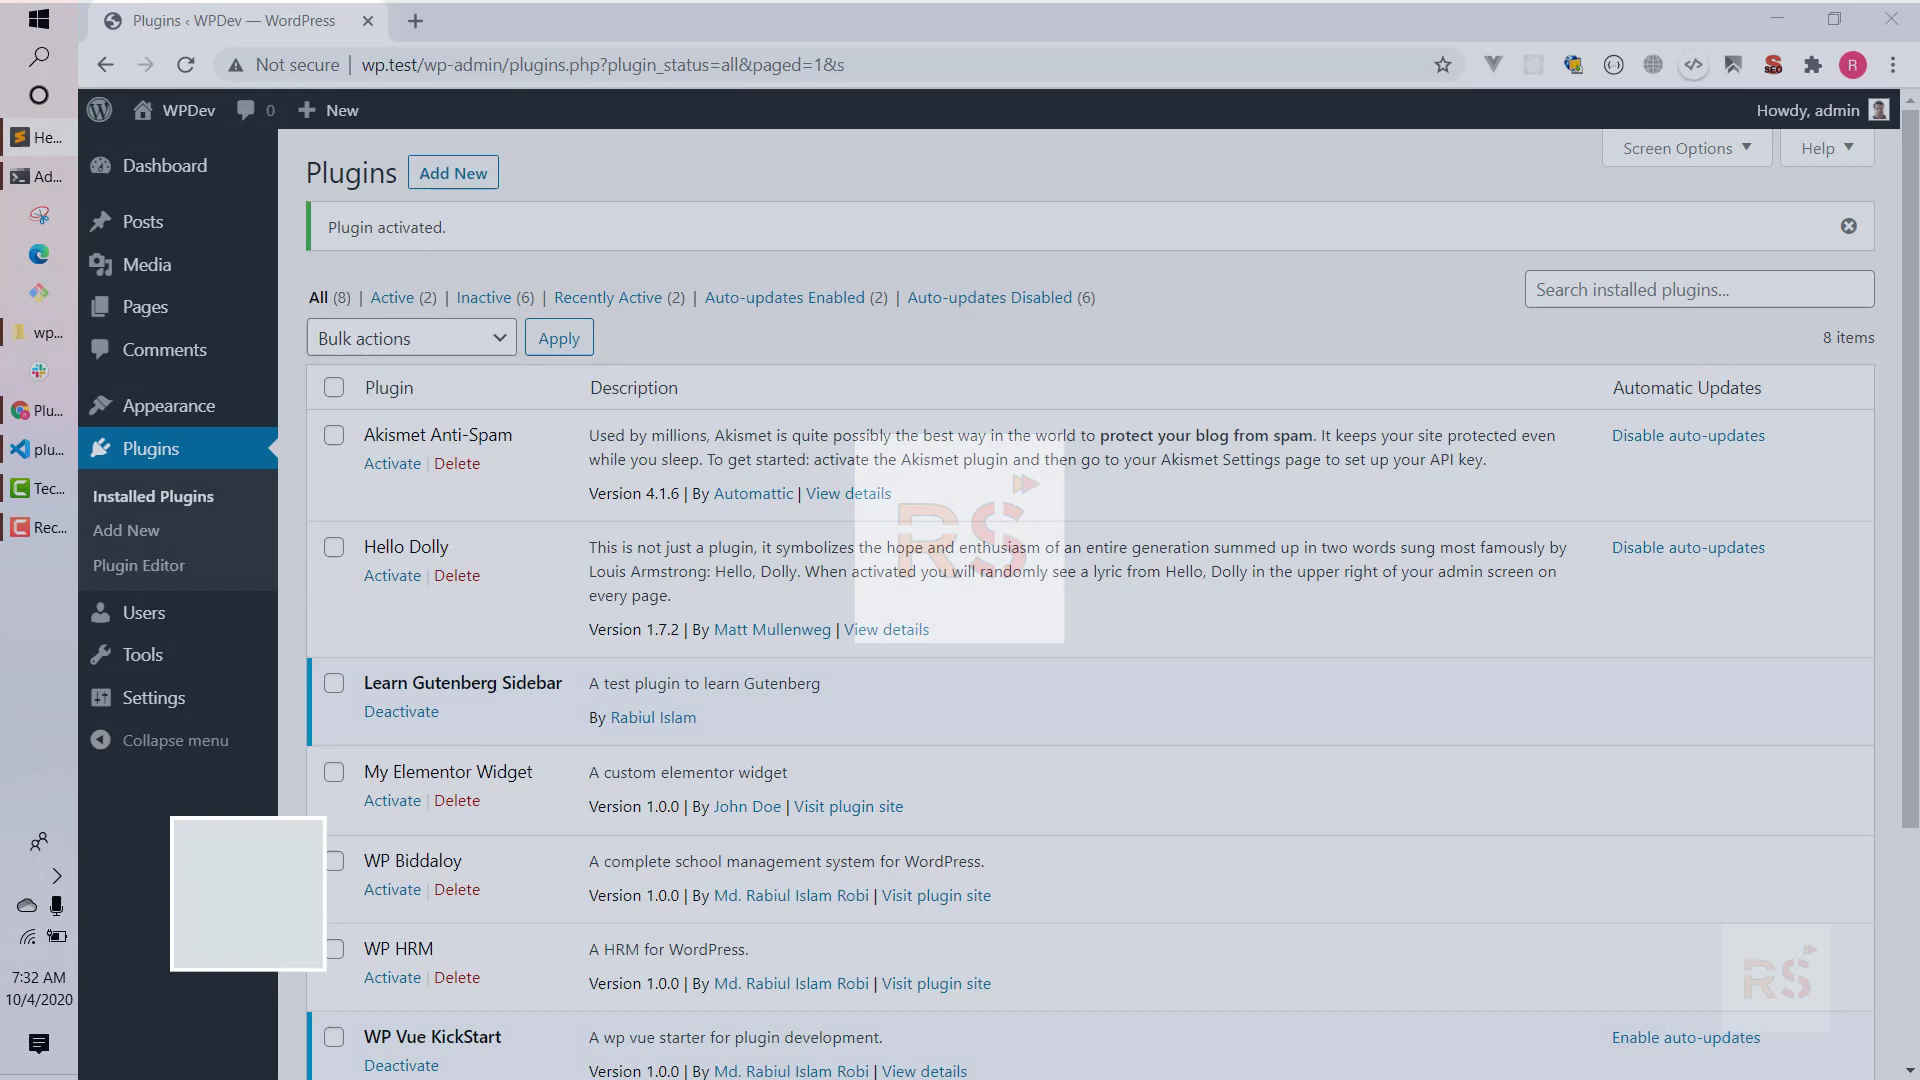 Plugins ‹ WPDev — WordPress
Not secure | wp.test/wp-admin/plugins.php?plugin_status=all&paged=1&s
R
SEO
WPDev 0 New
Howdy, admin
He...
Ad...
wp...
Plu...
plu...
Tec...
Rec...
7:32 AM
10/4/2020
Dashboard
Posts
Media
Pages
Comments
Appearance
Plugins
Installed Plugins
Add New
Plugin Editor
Users
Tools
Settings
Collapse menu
Screen Options
Help
Plugins Add New
Plugin activated.
All (8) | Active (2) | Inactive (6) | Recently Active (2) | Auto-updates Enabled (2) | Auto-updates Disabled (6)
Search installed plugins...
Bulk actions
Apply
8 items
Plugin Description Automatic Updates
Akismet Anti-Spam
Activate | Delete
Used by millions, Akismet is quite possibly the best way in the world to protect your blog from spam. It keeps your site protected even
while you sleep. To get started: activate the Akismet plugin and then go to your Akismet Settings page to set up your API key.
Version 4.1.6 | By Automattic | View details
Disable auto-updates
Hello Dolly
Activate | Delete
This is not just a plugin, it symbolizes the hope and enthusiasm of an entire generation summed up in two words sung most famously by
Louis Armstrong: Hello, Dolly. When activated you will randomly see a lyric from Hello, Dolly in the upper right of your admin screen on
every page.
Version 1.7.2 | By Matt Mullenweg | View details
Disable auto-updates
RS
Learn Gutenberg Sidebar
Deactivate
A test plugin to learn Gutenberg
By Rabiul Islam
My Elementor Widget
Activate | Delete
A custom elementor widget
Version 1.0.0 | By John Doe | Visit plugin site
WP Biddaloy
Activate | Delete
A complete school management system for WordPress.
Version 1.0.0 | By Md. Rabiul Islam Robi | Visit plugin site
WP HRM
Activate | Delete
A HRM for WordPress.
Version 1.0.0 | By Md. Rabiul Islam Robi | Visit plugin site
RS
WP Vue KickStart
Deactivate
A wp vue starter for plugin development.
Version 1.0.0 | By Md. Rabiul Islam Robi | View details
Enable auto-updates